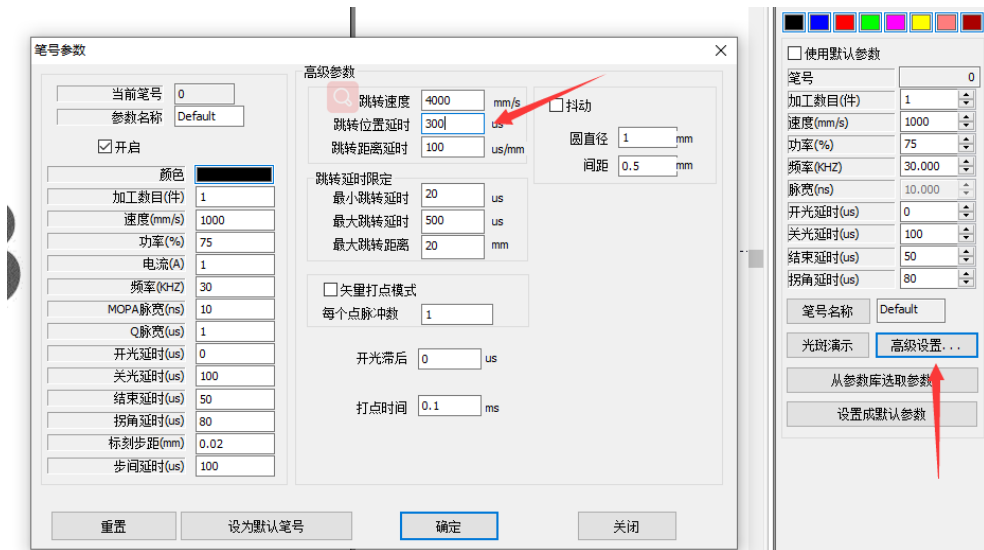 笔号参数
当前笔号 0
参数名称 Default
开启
颜色
加工数目(件) 1
速度(mm/s) 1000
功率(%) 75
电流(A) 1
频率(KHZ) 30
MOPA脉宽(ns) 10
Q脉宽(us) 1
开光延时(us) 0
关光延时(us) 100
结束延时(us) 50
拐角延时(us) 80
标刻步距(mm) 0.02
步间延时(us) 100
高级参数
跳转速度 4000 mm/s
跳转位置延时 300 us
跳转距离延时 100 us/mm
跳转延时限定
最小跳转延时 20 us
最大跳转延时 500 us
最大跳转距离 20 mm
矢量打点模式
每个点脉冲数 1
开光滞后 0 us
打点时间 0.1 ms
抖动
圆直径 1 mm
间距 0.5 mm
重置 设为默认笔号 确定 关闭
使用默认参数
笔号 0
加工数目(件) 1
速度(mm/s) 1000
功率(%) 75
频率(KHZ) 30.000
脉宽(ns) 10.000
开光延时(us) 0
关光延时(us) 100
结束延时(us) 50
拐角延时(us) 80
笔号名称 Default
光斑演示 高级设置...
从参数库选取参数
设置成默认参数